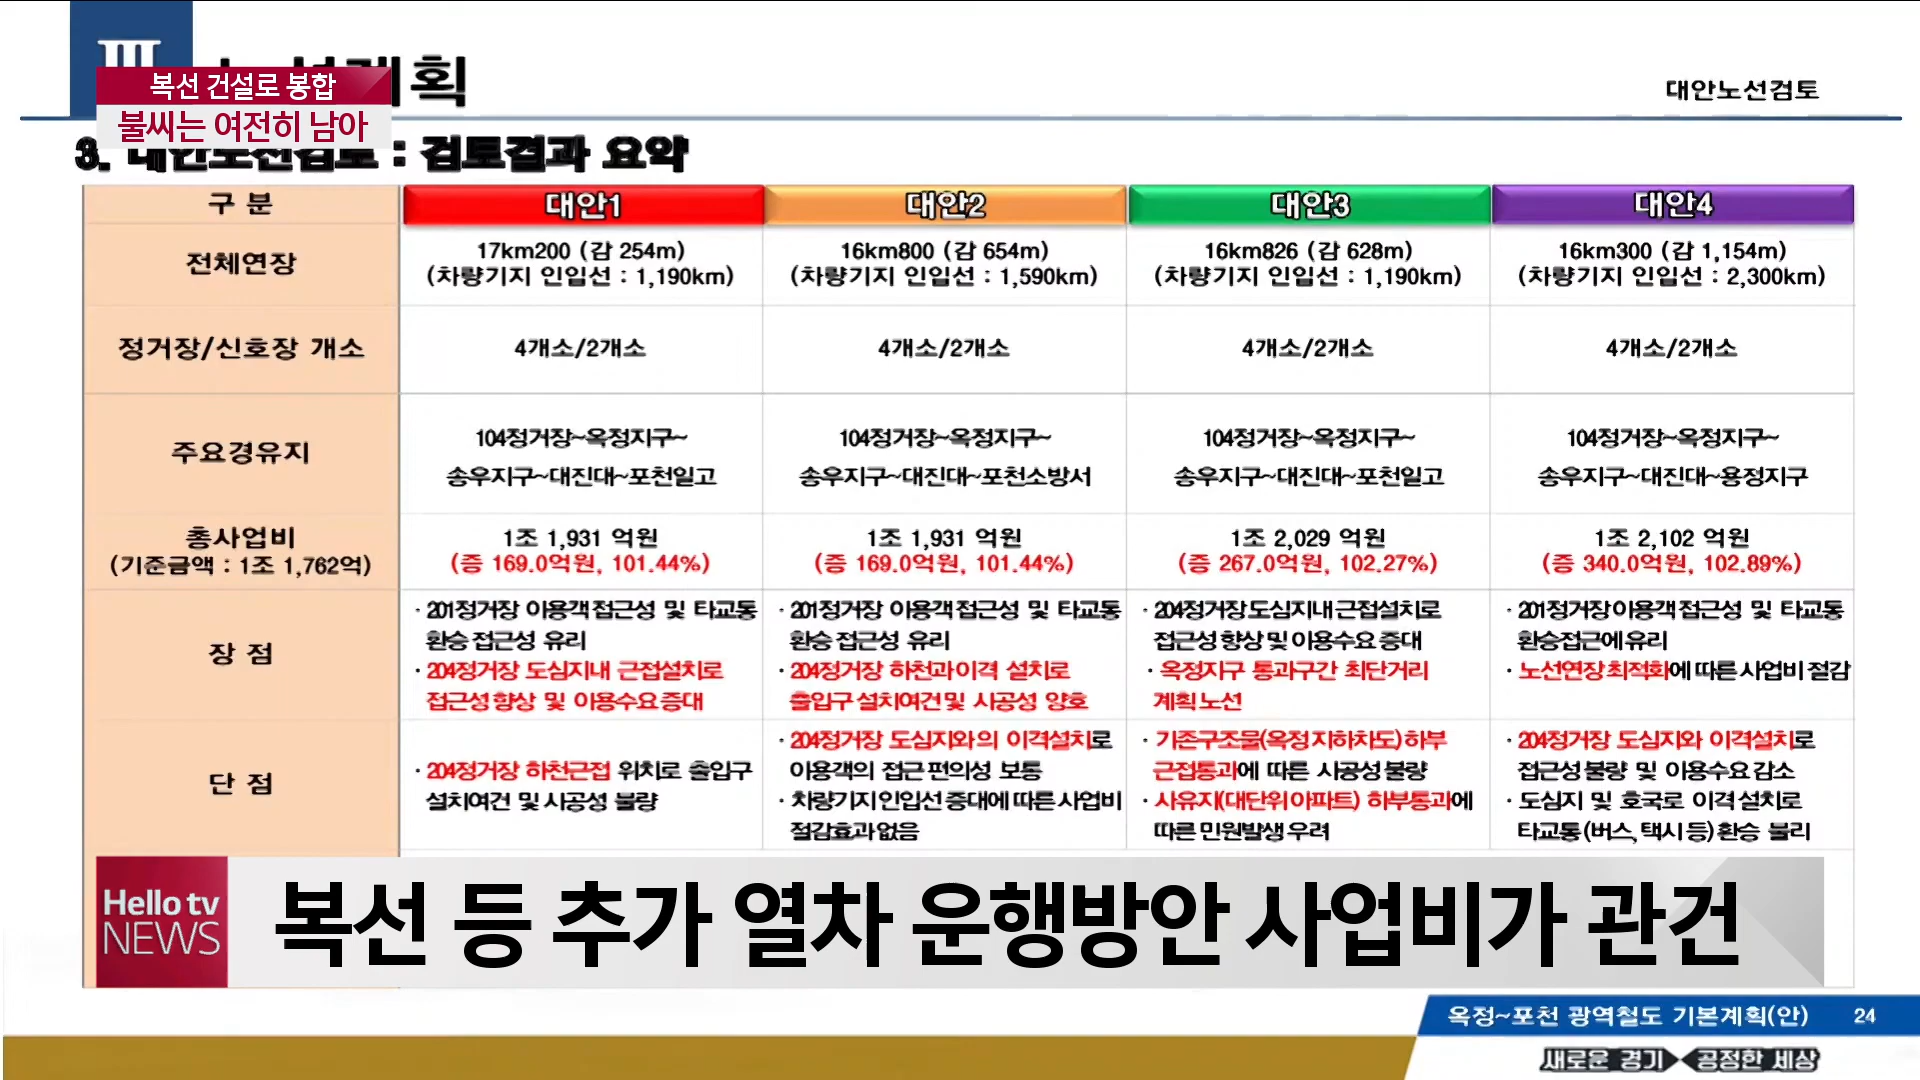 III
계획
복선 건설로 봉합
불씨는 여전히 남아
대안노선검토
3. 대안노선검토 : 검토결과 요약
구 분
대안1
대안2
대안3
대안4
전체연장
17km200 (감 254m)
(차량기지 인입선 : 1,190km)
16km800 (감 654m)
(차량기지 인입선 : 1,590km)
16km826 (감 628m)
(차량기지 인입선 : 1,190km)
16km300 (감 1,154m)
(차량기지 인입선 : 2,300km)
정거장/신호장 개소
4개소/2개소
4개소/2개소
4개소/2개소
4개소/2개소
주요경유지
104정거장~옥정지구~
송우지구~대진대~포천일고
104정거장~옥정지구~
송우지구~대진대~포천소방서
104정거장~옥정지구~
송우지구~대진대~포천일고
104정거장~옥정지구~
송우지구~대진대~용정지구
총사업비
(기준금액 : 1조 1,762억)
1조 1,931 억원
(증 169.0억원, 101.44%)
1조 1,931 억원
(증 169.0억원, 101.44%)
1조 2,029 억원
(증 267.0억원, 102.27%)
1조 2,102 억원
(증 340.0억원, 102.89%)
장 점
· 201정거장 이용객 접근성 및 타교통
환승 접근성 유리
· 204정거장 도심지내 근접설치로
접근성 향상 및 이용수요 증대
· 201정거장 이용객 접근성 및 타교통
환승 접근성 유리
· 204정거장 하천과 이격 설치로
출입구 설치여건 및 시공성 양호
· 204정거장 도심지내 근접설치로
접근성 향상 및 이용수요 증대
· 옥정지구 통과구간 최단거리
계획 노선
· 201정거장 이용객 접근성 및 타교통
환승접근에 유리
· 노선연장 최적화에 따른 사업비 절감
단 점
· 204정거장 하천근접 위치로 출입구
설치여건 및 시공성 불량
· 204정거장 도심지와의 이격설치로
이용객의 접근 편의성 보통
· 차량기지 인입선 증대에 따른 사업비
절감효과 없음
· 기존구조물(옥정 지하차도) 하부
근접통과에 따른 시공성 불량
· 사유지(대단위 아파트) 하부통과에
따른 민원발생 우려
· 204정거장 도심지와 이격설치로
접근성 불량 및 이용수요 감소
· 도심지 및 호국로 이격 설치로
타교통 (버스, 택시 등) 환승 불리
Hello tv
NEWS
복선 등 추가 열차 운행방안 사업비가 관건
옥정~포천 광역철도 기본계획(안) 24
새로운 경기 공정한 세상